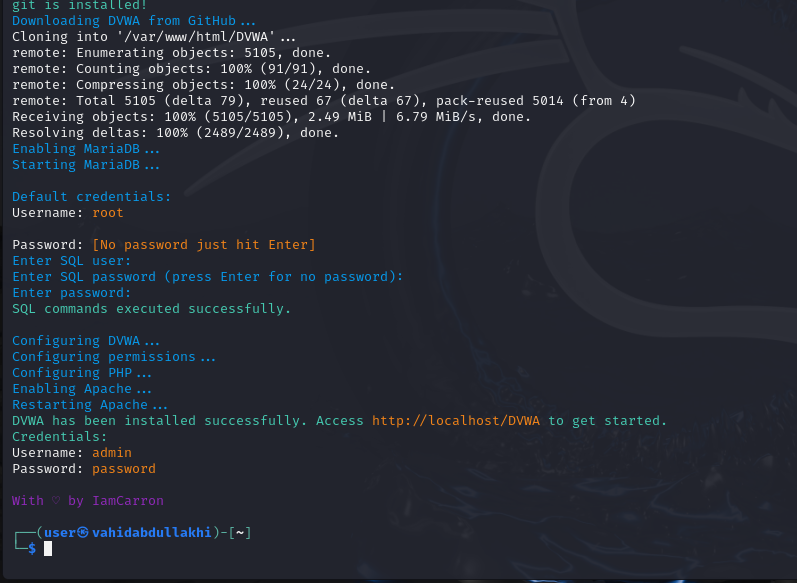 git is installed!
Downloading DVWA from GitHub...
Cloning into '/var/www/html/DVWA'...
remote: Enumerating objects: 5105, done.
remote: Counting objects: 100% (91/91), done.
remote: Compressing objects: 100% (24/24), done.
remote: Total 5105 (delta 79), reused 67 (delta 67), pack-reused 5014 (from 4)
Receiving objects: 100% (5105/5105), 2.49 MiB | 6.79 MiB/s, done.
Resolving deltas: 100% (2489/2489), done.
Enabling MariaDB...
Starting MariaDB...
Default credentials:
Username: root
Password: [No password just hit Enter]
Enter SQL user:
Enter SQL password (press Enter for no password):
Enter password:
SQL commands executed successfully.
Configuring DVWA...
Configuring permissions...
Configuring PHP...
Enabling Apache...
Restarting Apache...
DVWA has been installed successfully. Access http://localhost/DVWA to get started.
Credentials:
Username: admin
Password: password
With ♡ by IamCarron
┌──(user㉿vahidabdullakhi)-[~]
└─$